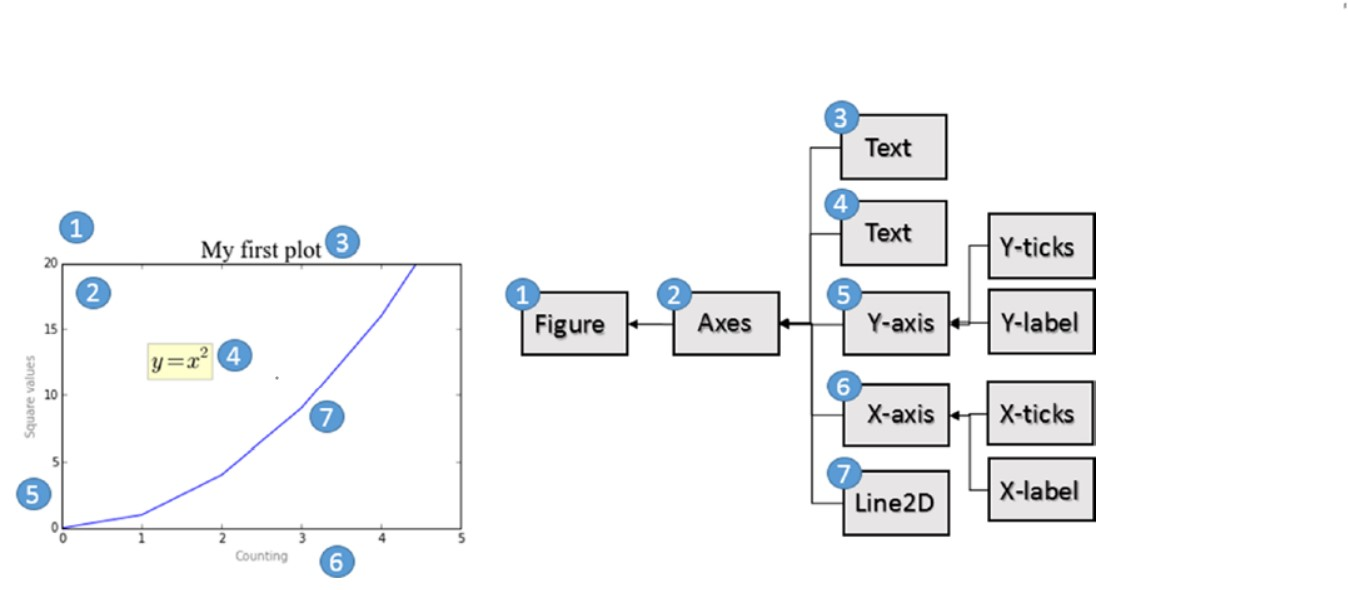 1
My first plot 3
20
2
15
y=x² 4
10
7
Square values
5
5
0
0 1 2 3 4 5
Counting
6
3
Text
4
Text
Y-ticks
1
Figure
2
Axes
5
Y-axis
Y-label
6
X-axis
X-ticks
7
Line2D
X-label